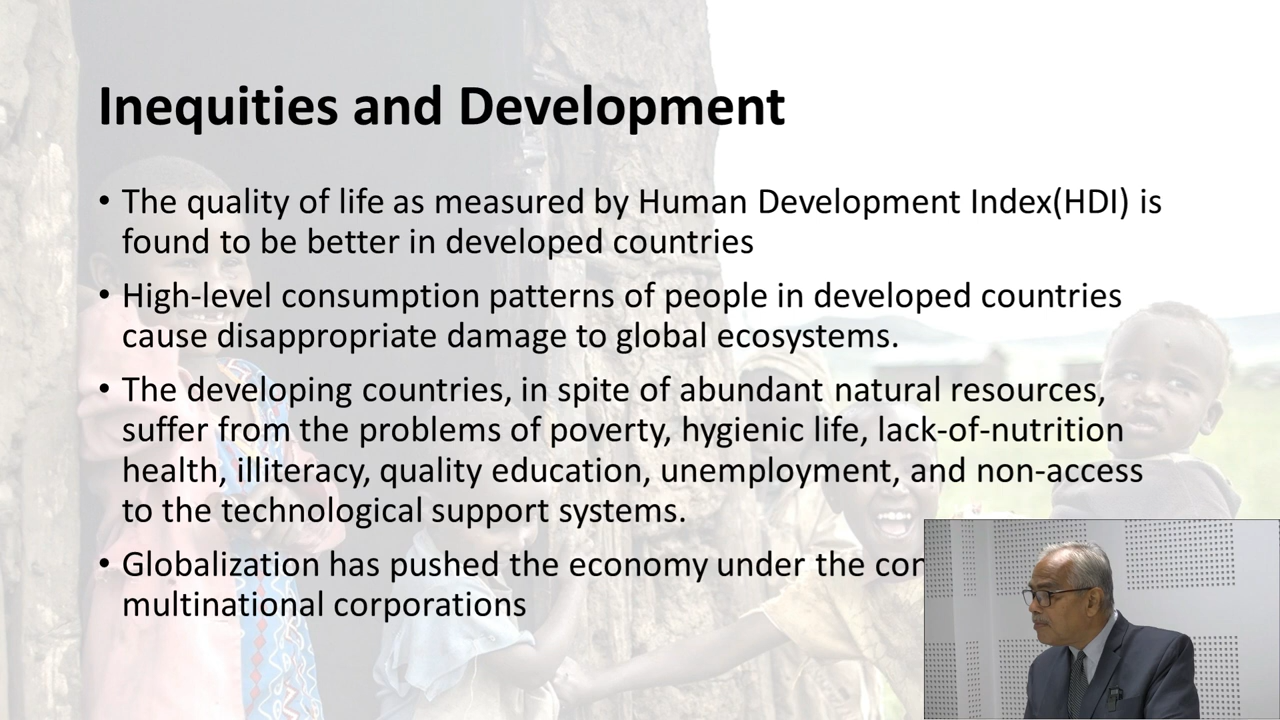 Inequities and Development
• The quality of life as measured by Human Development Index(HDI) is
found to be better in developed countries
• High-level consumption patterns of people in developed countries
cause disappropriate damage to global ecosystems.
• The developing countries, in spite of abundant natural resources,
suffer from the problems of poverty, hygienic life, lack-of-nutrition
health, illiteracy, quality education, unemployment, and non-access
to the technological support systems.
• Globalization has pushed the economy under the
multinational corporations